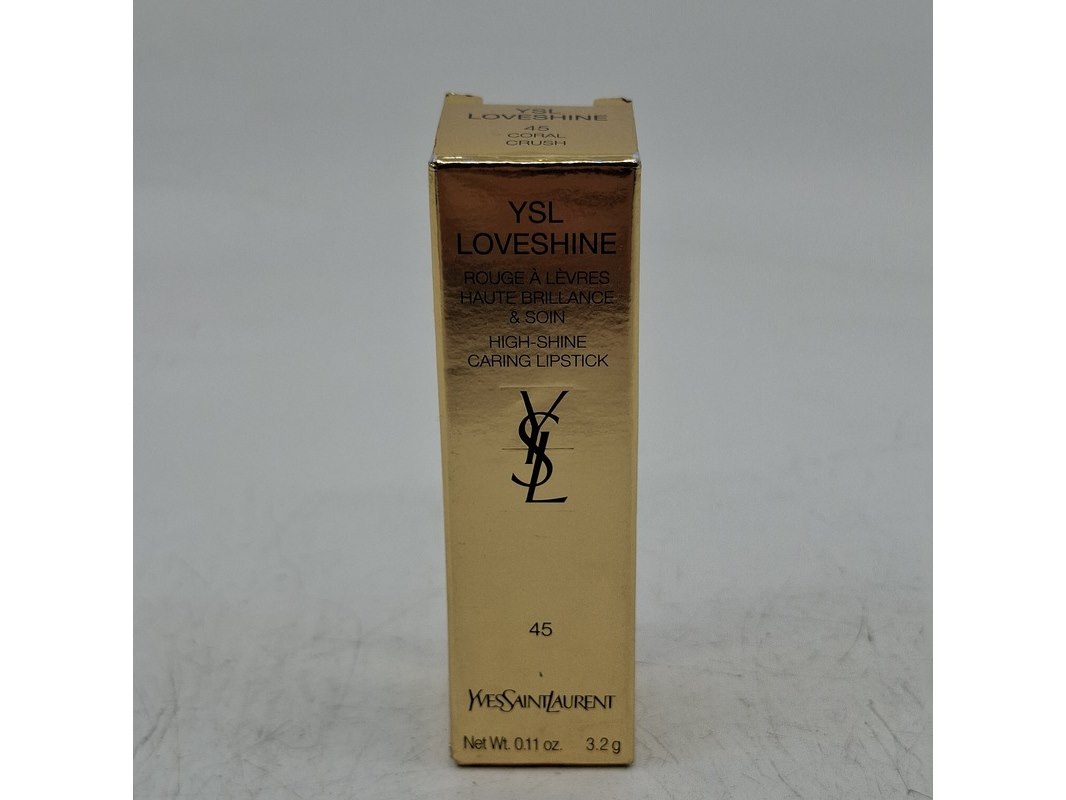 YSL
LOVESHINE
45
CORAL
CRUSH
YSL
LOVESHINE
ROUGE À LÈVRES
HAUTE BRILLANCE
& SOIN
HIGH-SHINE
CARING LIPSTICK
YSL
45
YVESSAINTLAURENT
Net Wt. 0.11 oz. 3.2 g